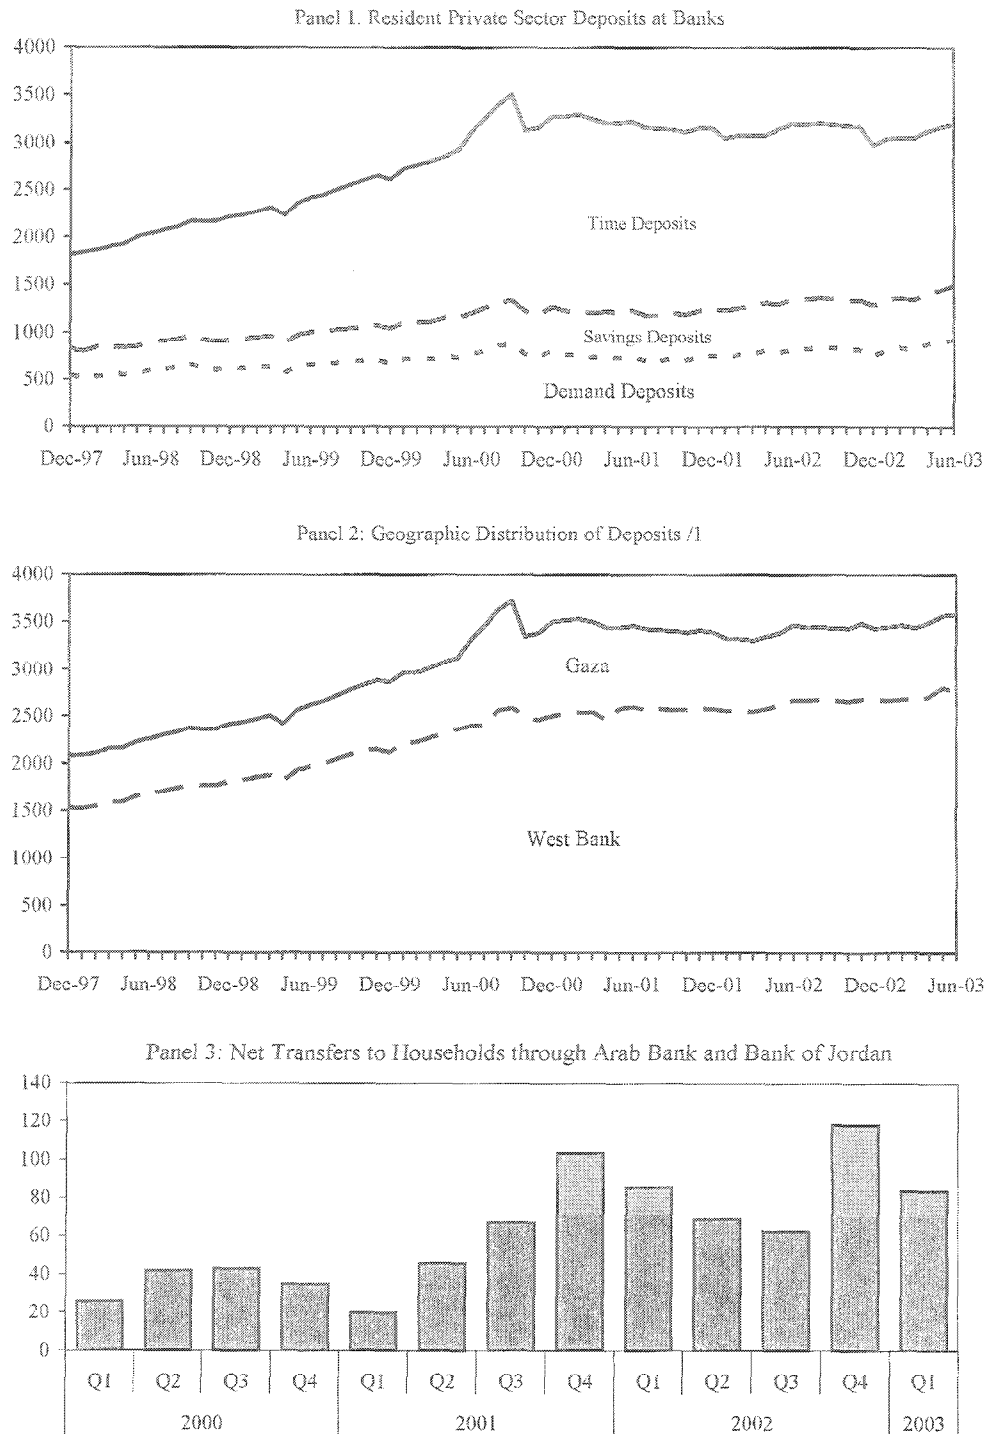 Panel 1. Resident Private Sector Deposits at Banks
4000
3500
3000
2500
2000
1500
1000
500
0
Time Deposits
Savings Deposits
Demand Deposits
Dec-97 Jun-98 Dec-98 Jun-99 Dec-99 Jun-00 Dec-00 Jun-01 Dec-01 Jun-02 Dec-02 Jun-03
Panel 2: Geographic Distribution of Deposits /1
4000
3500
3000
2500
2000
1500
1000
500
0
Gaza
West Bank
Dec-97 Jun-98 Dec-98 Jun-99 Dec-99 Jun-00 Dec-00 Jun-01 Dec-01 Jun-02 Dec-02 Jun-03
Panel 3: Net Transfers to Households through Arab Bank and Bank of Jordan
140
120
100
80
60
40
20
0
Q1 Q2 Q3 Q4 Q1 Q2 Q3 Q4 Q1 Q2 Q3 Q4 Q1
2000 2001 2002 2003